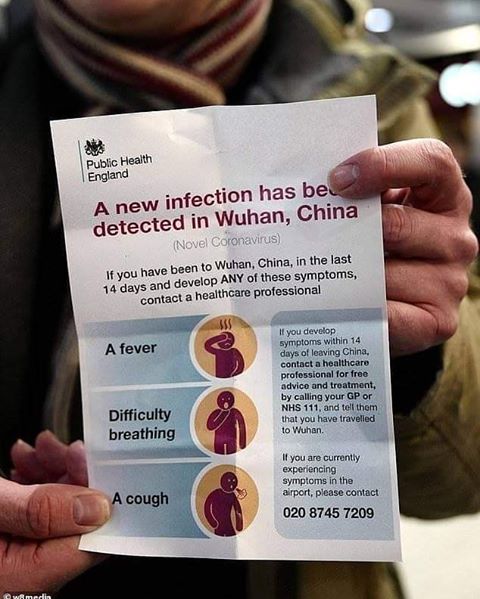 Public Health
England
A new infection has be
detected in Wuhan, China
(Novel Coronavirus)
If you have been to Wuhan, China, in the last
14 days and develop ANY of these symptoms,
contact a healthcare professional
A fever
Difficulty
breathing
A cough
If you develop
symptoms within 14
days of leaving China,
contact a healthcare
professional for free
advice and treatment,
by calling your GP or
NHS 111, and tell them
that you have travelled
to Wuhan.
If you are currently
experiencing
symptoms in the
airport, please contact
020 8745 7209
© w8media